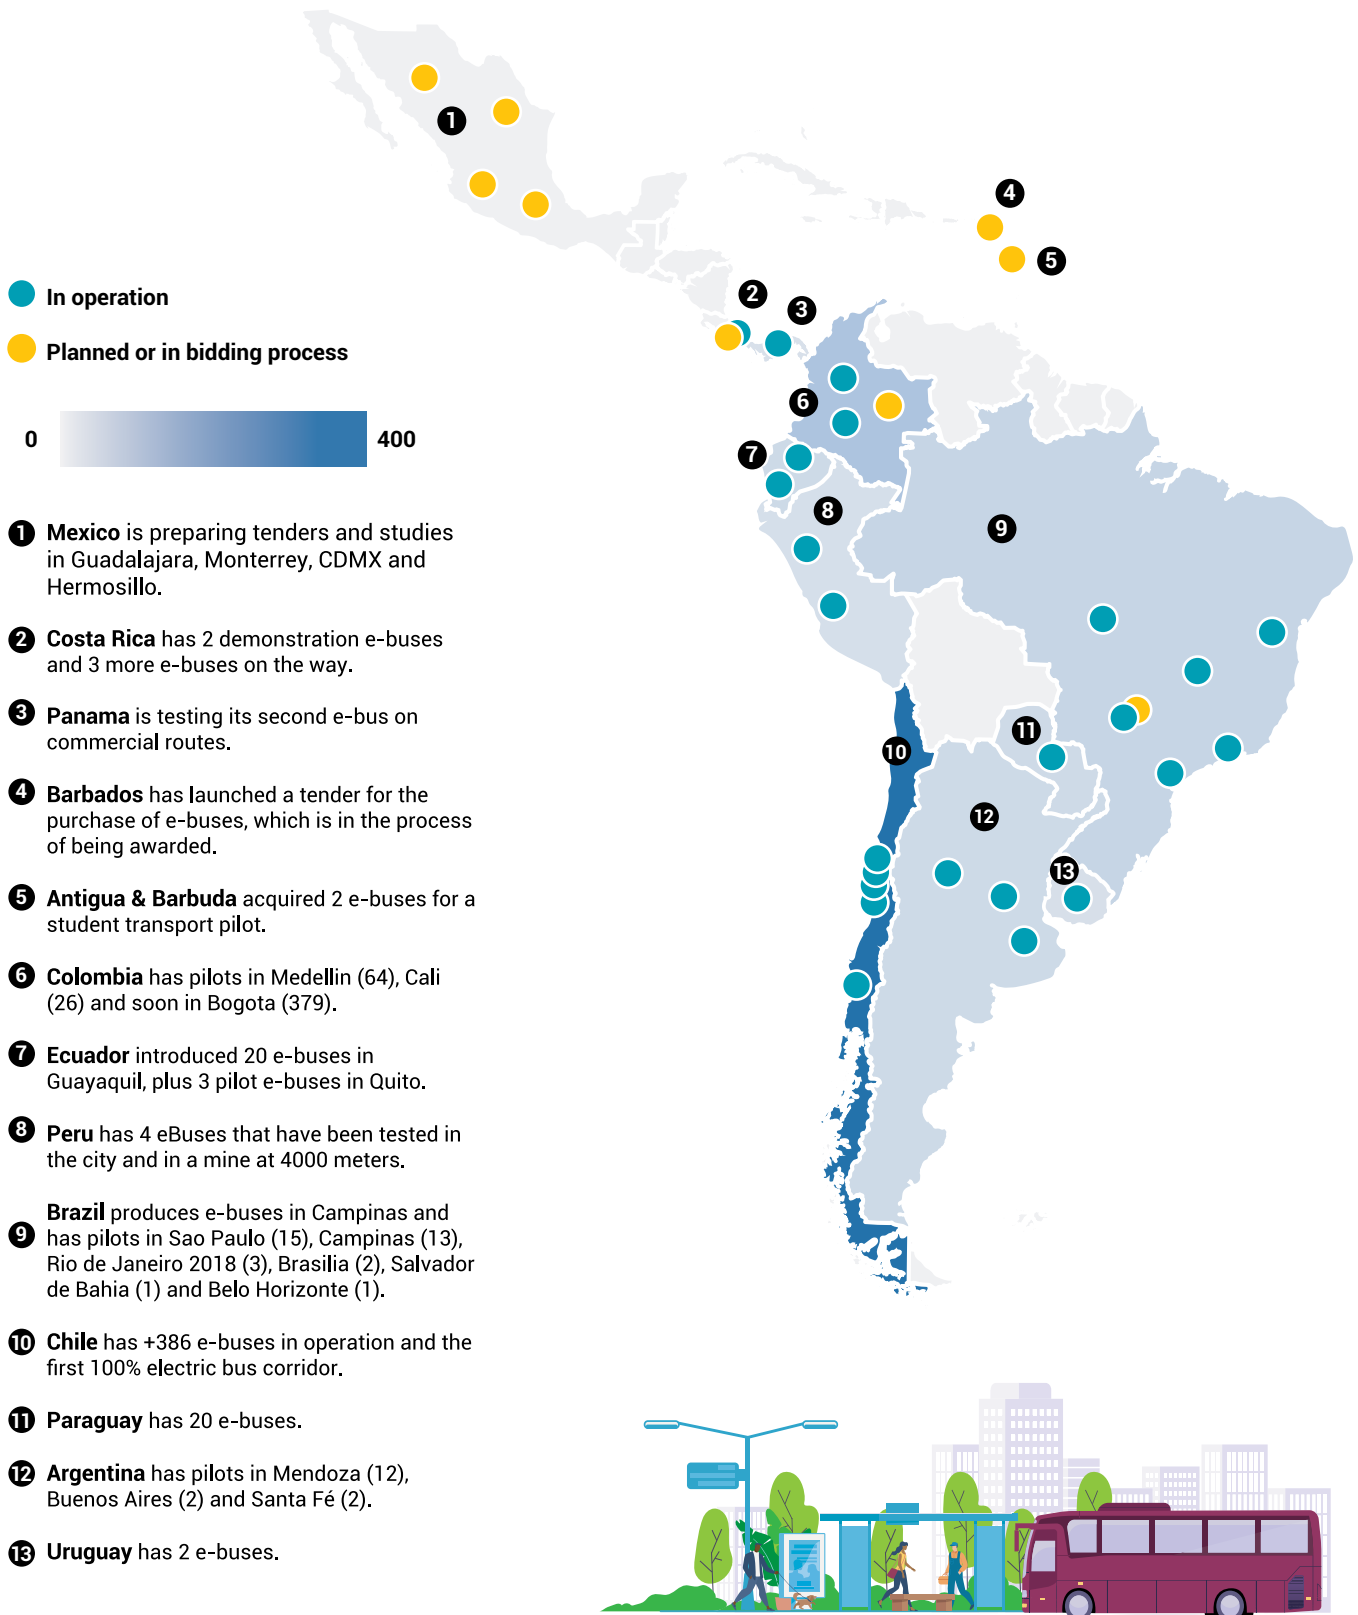 1
4
5
2
3
In operation
Planned or in bidding process
0
400
6
7
8
9
10
11
12
13
1 Mexico is preparing tenders and studies
in Guadalajara, Monterrey, CDMX and
Hermosillo.
2 Costa Rica has 2 demonstration e-buses
and 3 more e-buses on the way.
3 Panama is testing its second e-bus on
commercial routes.
4 Barbados has launched a tender for the
purchase of e-buses, which is in the process
of being awarded.
5 Antigua & Barbuda acquired 2 e-buses for a
student transport pilot.
6 Colombia has pilots in Medellin (64), Cali
(26) and soon in Bogota (379).
7 Ecuador introduced 20 e-buses in
Guayaquil, plus 3 pilot e-buses in Quito.
8 Peru has 4 eBuses that have been tested in
the city and in a mine at 4000 meters.
9 Brazil produces e-buses in Campinas and
has pilots in Sao Paulo (15), Campinas (13),
Rio de Janeiro 2018 (3), Brasilia (2), Salvador
de Bahia (1) and Belo Horizonte (1).
10 Chile has +386 e-buses in operation and the
first 100% electric bus corridor.
11 Paraguay has 20 e-buses.
12 Argentina has pilots in Mendoza (12),
Buenos Aires (2) and Santa Fé (2).
13 Uruguay has 2 e-buses.